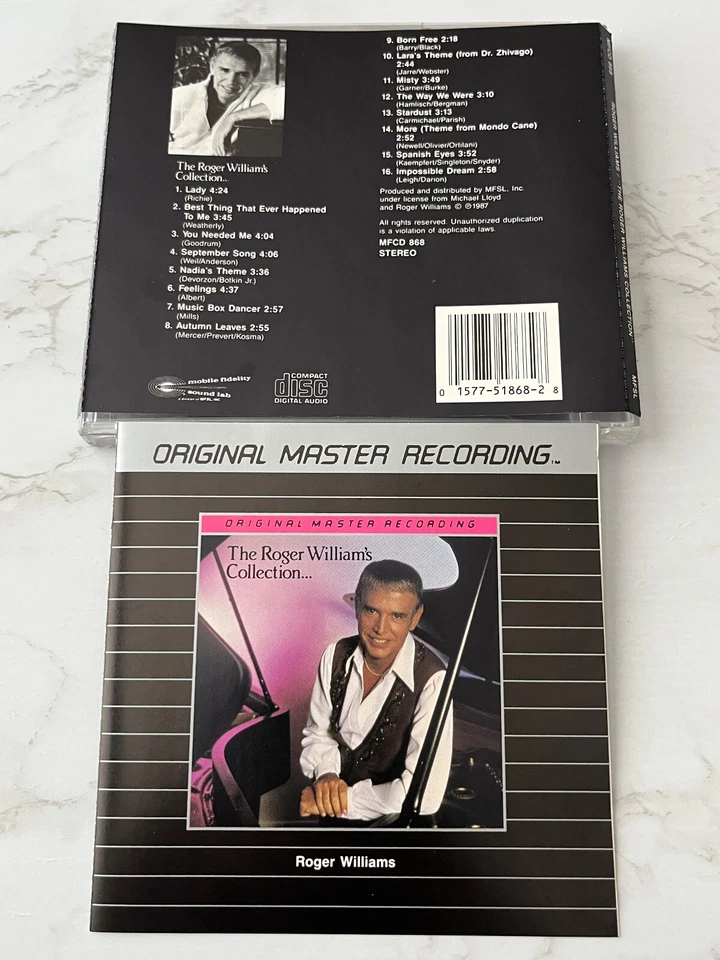 The Roger William's
Collection...
1. Lady 4:24
(Richie)
2. Best Thing That Ever Happened
To Me 3:45
(Weatherly)
3. You Needed Me 4:04
(Goodrum)
4. September Song 4:06
(Weil/Anderson)
5. Nadia's Theme 3:36
(Devorzon/Botkin Jr.)
6. Feelings 4:37
(Albert)
7. Music Box Dancer 2:57
(Mills)
8. Autumn Leaves 2:55
(Mercer/Prevert/Kosma)
mobile fidelity
sound lab
COMPACT
disc
DIGITAL AUDIO
9. Born Free 2:18
(Barry/Black)
10. Lara's Theme (from Dr. Zhivago)
2:44
(Jarre/Webster)
11. Misty 3:49
(Garner/Burke)
12. The Way We Were 3:10
(Hamlisch/Bergman)
13. Stardust 3:13
(Carmichael/Parish)
14. More (Theme from Mondo Cane)
2:52
(Newell/Olivier/Ortilani)
15. Spanish Eyes 3:52
(Kaempfert/Singleton/Snyder)
16. Impossible Dream 2:58
(Leigh/Darion)
Produced and distributed by MFSL, Inc.
under license from Michael Lloyd
and Roger Williams © ℗ 1987
All rights reserved. Unauthorized duplication
is a violation of applicable laws.
MFCD 868
STEREO
0 15775-1868-2 8
MFCD 868 ROGER WILLIAMS THE ROGER WILLIAMS COLLECTION MFSL
ORIGINAL MASTER RECORDING™
ORIGINAL MASTER RECORDING
The Roger William's
Collection...
Roger Williams